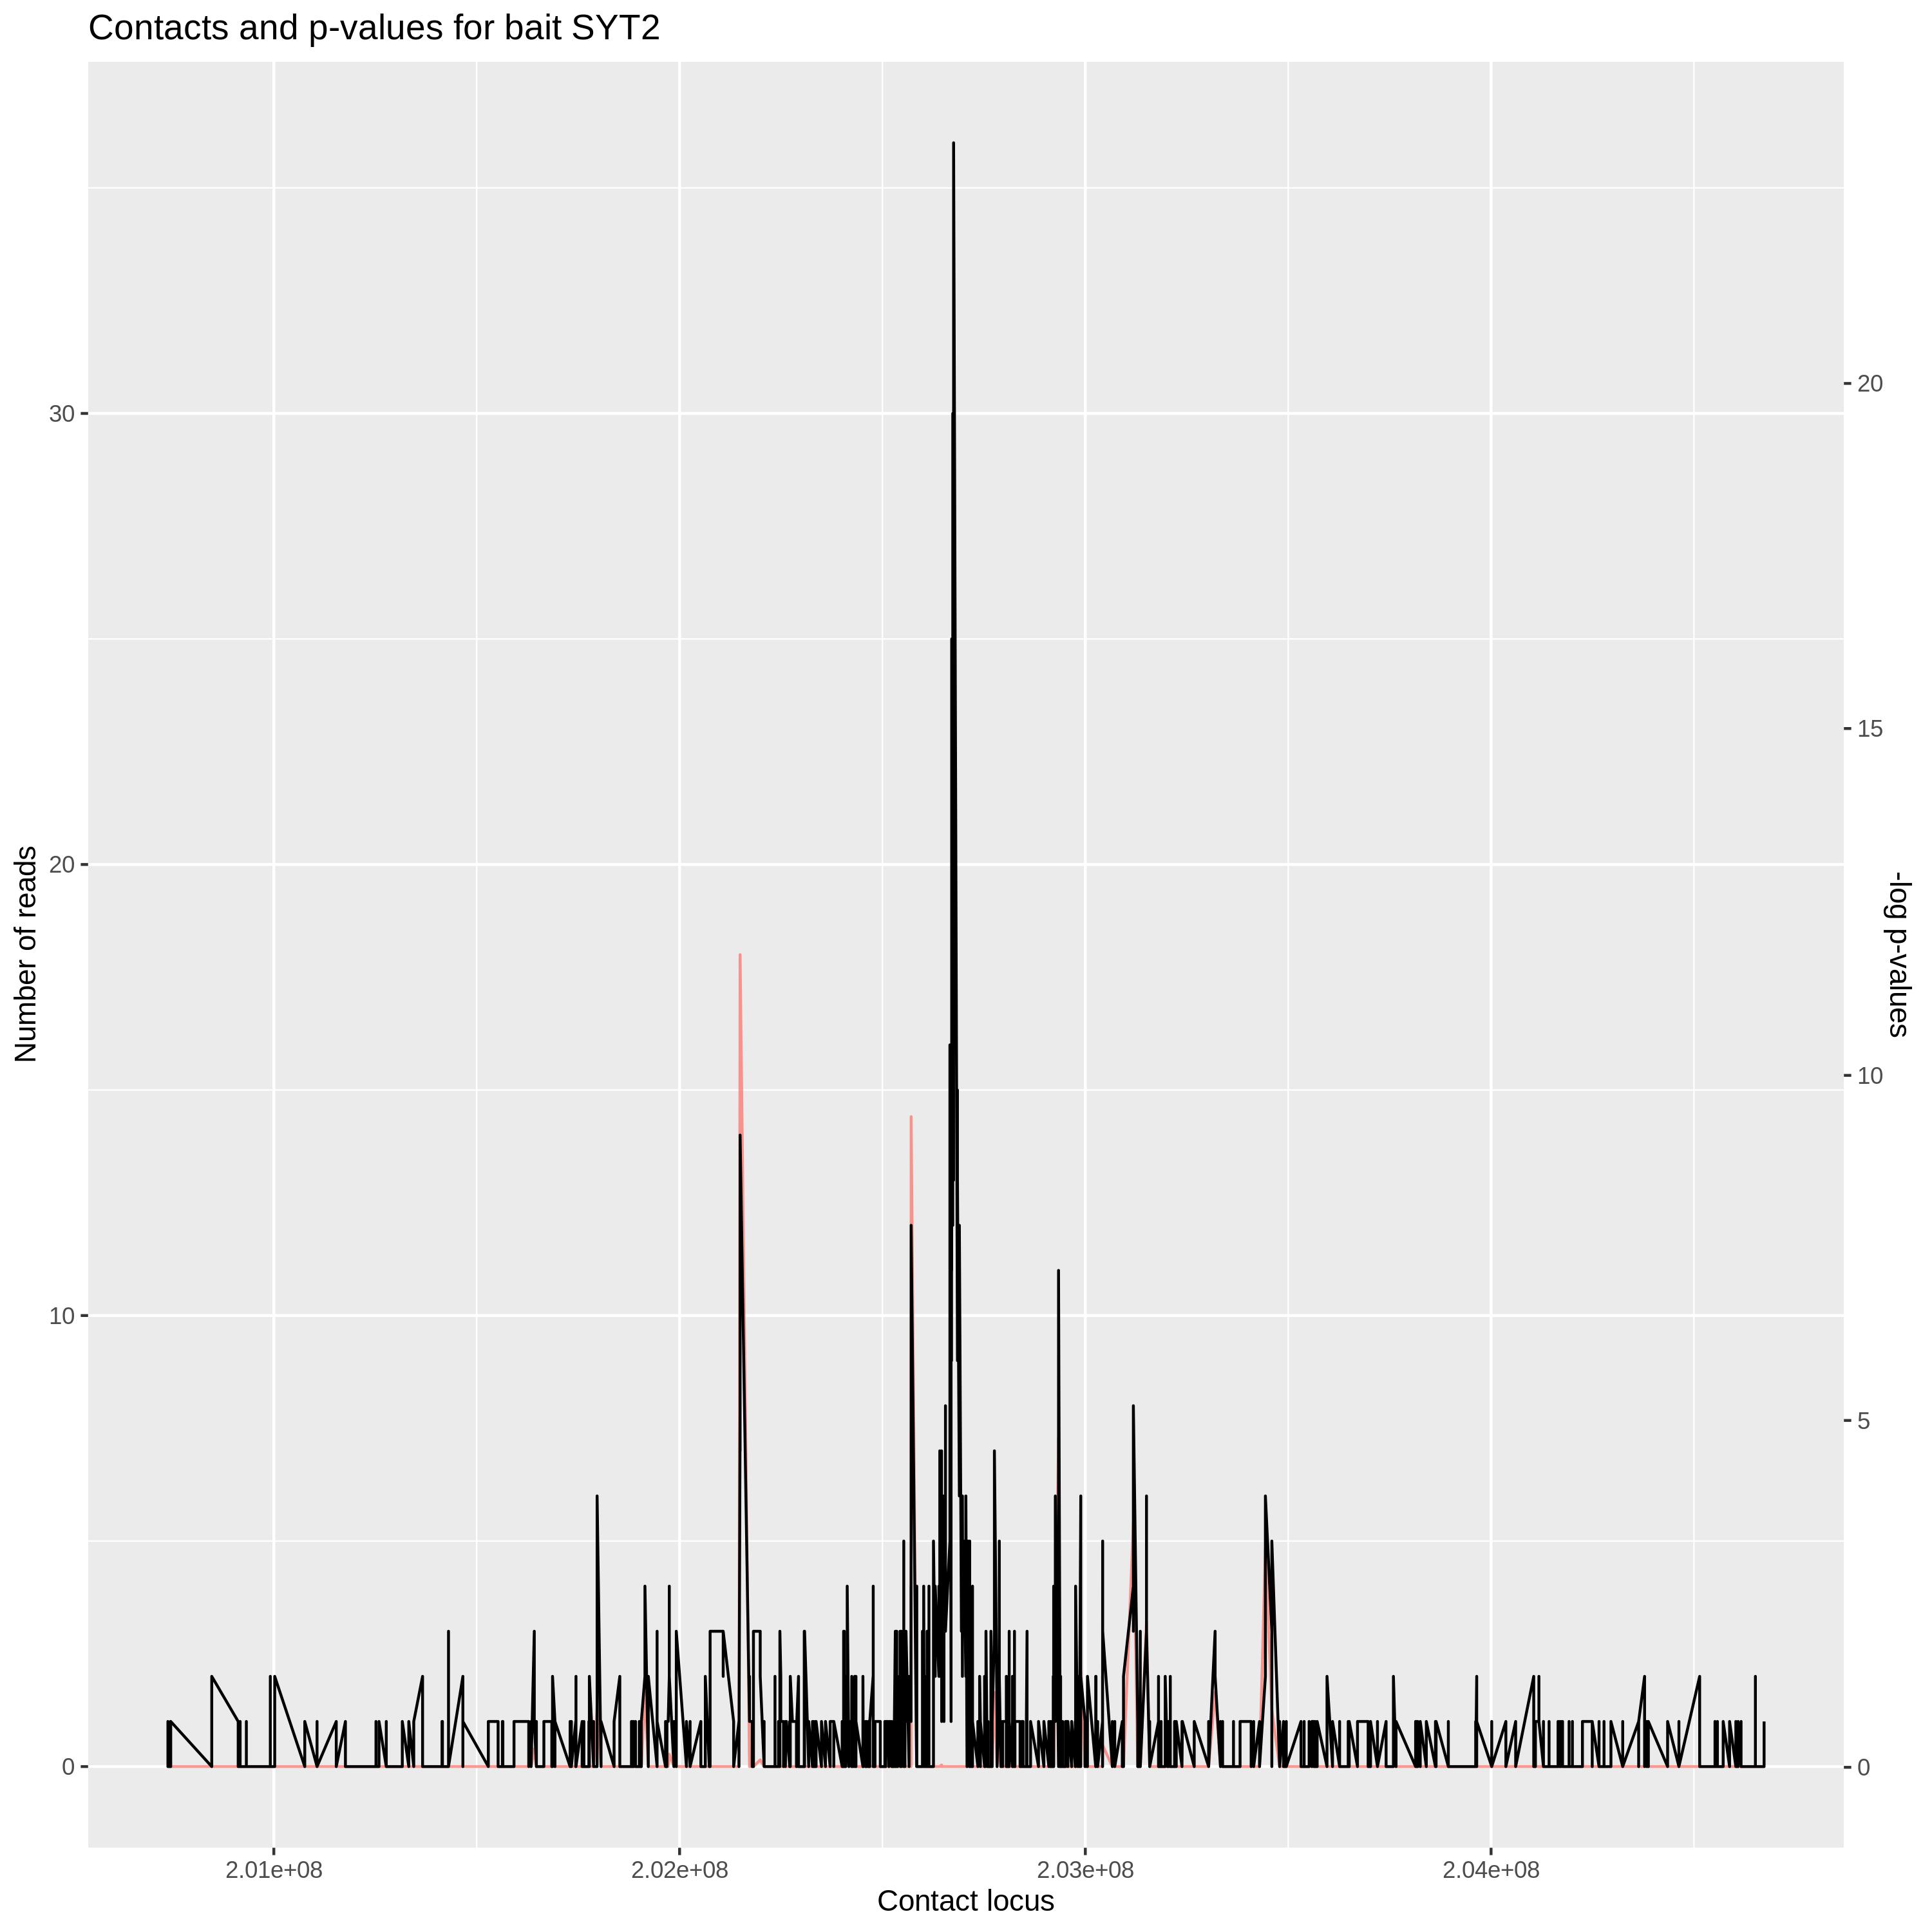 Contacts and p-values for bait SYT2
30
20
10
0
Number of reads
20
15
10
5
0
-log p-values
2.01e+08
2.02e+08
2.03e+08
2.04e+08
Contact locus